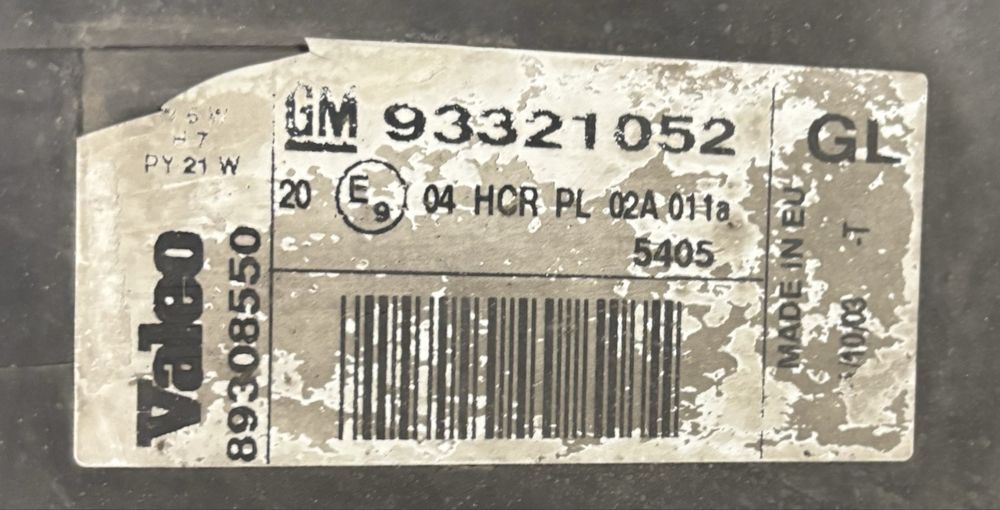 H7
PY 21 W
Valeo
89308550
GM 93321052
20 E9 04 HCR PL 02A 011a
5405
GL
MADE IN EU
-T
/10/03